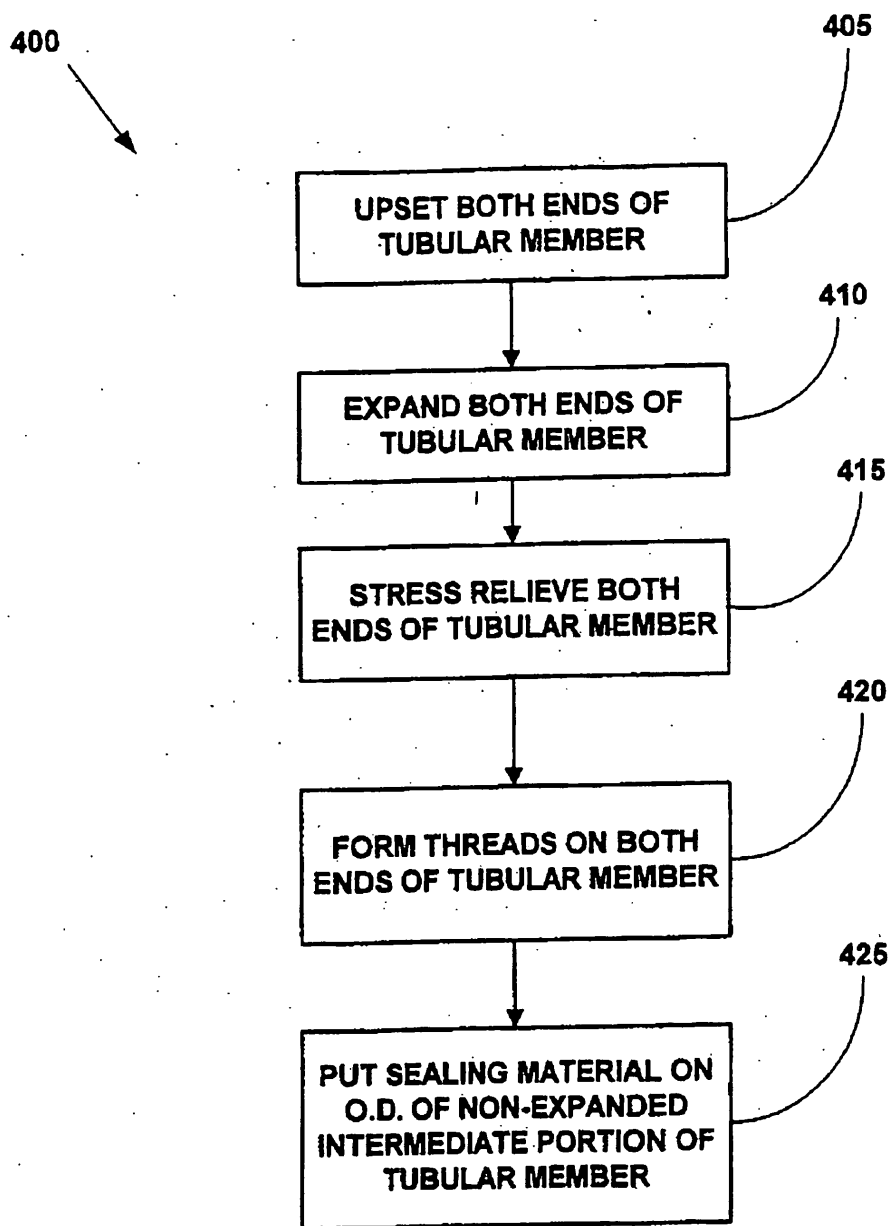 400
405
UPSET BOTH ENDS OF
TUBULAR MEMBER
410
EXPAND BOTH ENDS OF
TUBULAR MEMBER
415
STRESS RELIEVE BOTH
ENDS OF TUBULAR MEMBER
420
FORM THREADS ON BOTH
ENDS OF TUBULAR MEMBER
425
PUT SEALING MATERIAL ON
O.D. OF NON-EXPANDED
INTERMEDIATE PORTION OF
TUBULAR MEMBER